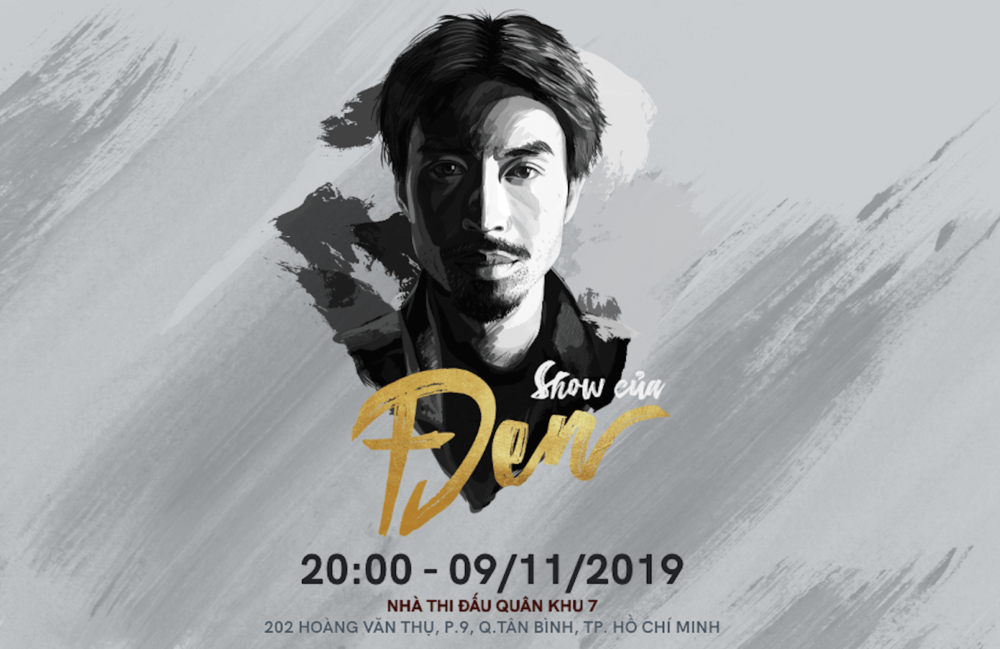 Show của
Đen
20:00 - 09/11/2019
NHÀ THI ĐẤU QUÂN KHU 7
202 HOÀNG VĂN THỤ, P.9, Q.TÂN BÌNH, TP. HỒ CHÍ MINH